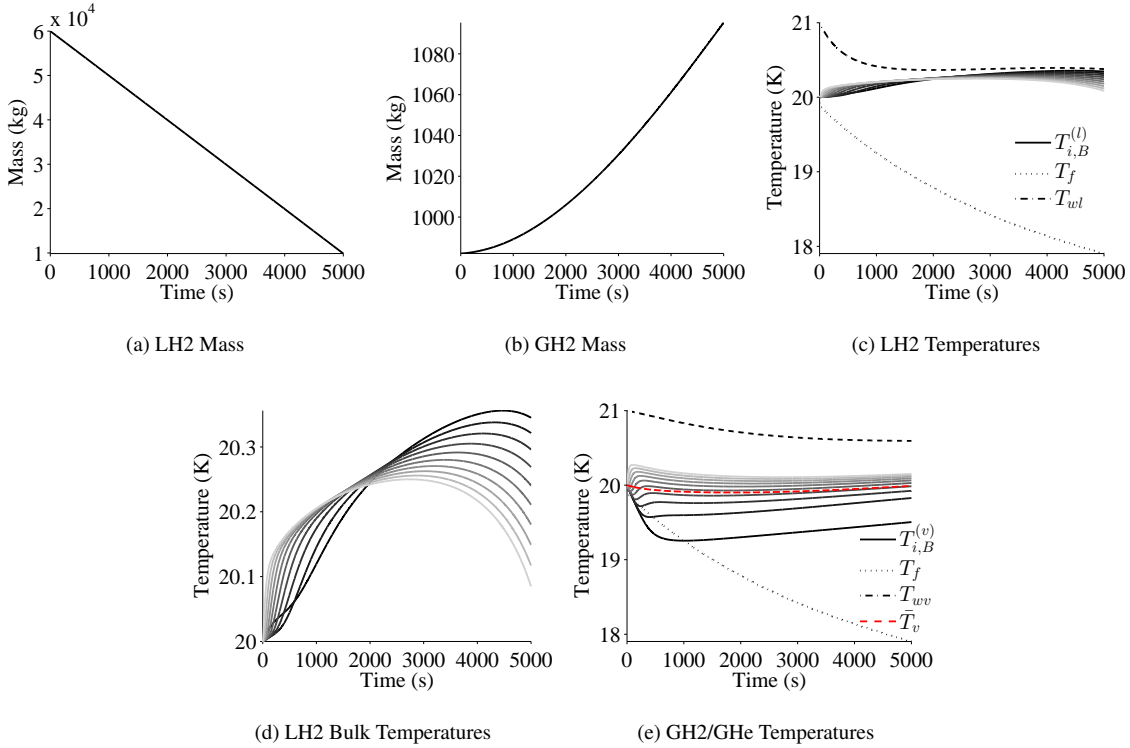 x 10⁴
6
5
4
3
2
1
Mass (kg)
0 1000 2000 3000 4000 5000
Time (s)
(a) LH2 Mass
1080
1060
1040
1020
1000
Mass (kg)
0 1000 2000 3000 4000 5000
Time (s)
(b) GH2 Mass
21
20
19
18
Temperature (K)
T_{i,B}^{(l)}
T_f
T_{wl}
0 1000 2000 3000 4000 5000
Time (s)
(c) LH2 Temperatures
20.3
20.2
20.1
20
Temperature (K)
0 1000 2000 3000 4000 5000
Time (s)
(d) LH2 Bulk Temperatures
21
20
19
18
Temperature (K)
T_{i,B}^{(v)}
T_f
T_{wv}
T̄_v
0 1000 2000 3000 4000 5000
Time (s)
(e) GH2/GHe Temperatures